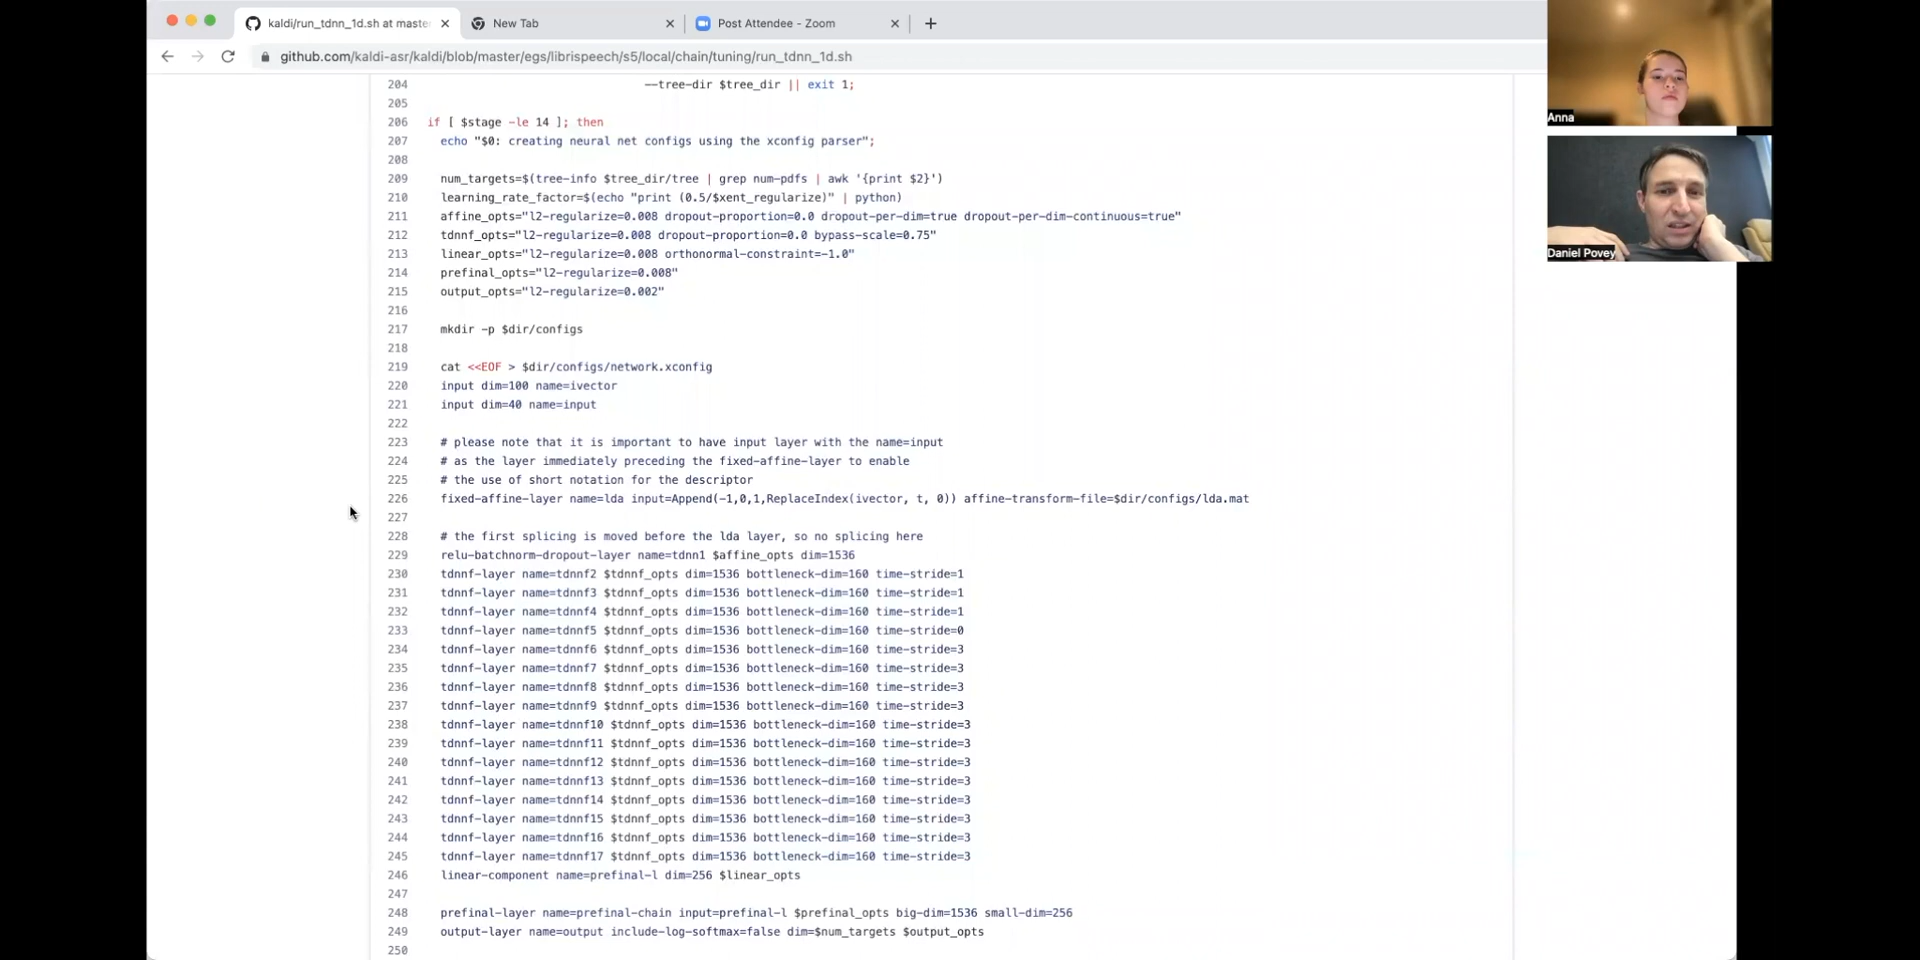 kaldi/run_tdnn_1d.sh at maste
New Tab
Post Attendee - Zoom
github.com/kaldi-asr/kaldi/blob/master/egs/librispeech/s5/local/chain/tuning/run_tdnn_1d.sh
Anna
Daniel Povey
204 --tree-dir $tree_dir || exit 1;
205
206 if [ $stage -le 14 ]; then
207 echo "$0: creating neural net configs using the xconfig parser";
208
209 num_targets=$(tree-info $tree_dir/tree | grep num-pdfs | awk '{print $2}')
210 learning_rate_factor=$(echo "print (0.5/$xent_regularize)" | python)
211 affine_opts="l2-regularize=0.008 dropout-proportion=0.0 dropout-per-dim=true dropout-per-dim-continuous=true"
212 tdnnf_opts="l2-regularize=0.008 dropout-proportion=0.0 bypass-scale=0.75"
213 linear_opts="l2-regularize=0.008 orthonormal-constraint=-1.0"
214 prefinal_opts="l2-regularize=0.008"
215 output_opts="l2-regularize=0.002"
216
217 mkdir -p $dir/configs
218
219 cat <<EOF > $dir/configs/network.xconfig
220 input dim=100 name=ivector
221 input dim=40 name=input
222
223 # please note that it is important to have input layer with the name=input
224 # as the layer immediately preceding the fixed-affine-layer to enable
225 # the use of short notation for the descriptor
226 fixed-affine-layer name=lda input=Append(-1,0,1,ReplaceIndex(ivector, t, 0)) affine-transform-file=$dir/configs/lda.mat
227
228 # the first splicing is moved before the lda layer, so no splicing here
229 relu-batchnorm-dropout-layer name=tdnn1 $affine_opts dim=1536
230 tdnnf-layer name=tdnnf2 $tdnnf_opts dim=1536 bottleneck-dim=160 time-stride=1
231 tdnnf-layer name=tdnnf3 $tdnnf_opts dim=1536 bottleneck-dim=160 time-stride=1
232 tdnnf-layer name=tdnnf4 $tdnnf_opts dim=1536 bottleneck-dim=160 time-stride=1
233 tdnnf-layer name=tdnnf5 $tdnnf_opts dim=1536 bottleneck-dim=160 time-stride=0
234 tdnnf-layer name=tdnnf6 $tdnnf_opts dim=1536 bottleneck-dim=160 time-stride=3
235 tdnnf-layer name=tdnnf7 $tdnnf_opts dim=1536 bottleneck-dim=160 time-stride=3
236 tdnnf-layer name=tdnnf8 $tdnnf_opts dim=1536 bottleneck-dim=160 time-stride=3
237 tdnnf-layer name=tdnnf9 $tdnnf_opts dim=1536 bottleneck-dim=160 time-stride=3
238 tdnnf-layer name=tdnnf10 $tdnnf_opts dim=1536 bottleneck-dim=160 time-stride=3
239 tdnnf-layer name=tdnnf11 $tdnnf_opts dim=1536 bottleneck-dim=160 time-stride=3
240 tdnnf-layer name=tdnnf12 $tdnnf_opts dim=1536 bottleneck-dim=160 time-stride=3
241 tdnnf-layer name=tdnnf13 $tdnnf_opts dim=1536 bottleneck-dim=160 time-stride=3
242 tdnnf-layer name=tdnnf14 $tdnnf_opts dim=1536 bottleneck-dim=160 time-stride=3
243 tdnnf-layer name=tdnnf15 $tdnnf_opts dim=1536 bottleneck-dim=160 time-stride=3
244 tdnnf-layer name=tdnnf16 $tdnnf_opts dim=1536 bottleneck-dim=160 time-stride=3
245 tdnnf-layer name=tdnnf17 $tdnnf_opts dim=1536 bottleneck-dim=160 time-stride=3
246 linear-component name=prefinal-l dim=256 $linear_opts
247
248 prefinal-layer name=prefinal-chain input=prefinal-l $prefinal_opts big-dim=1536 small-dim=256
249 output-layer name=output include-log-softmax=false dim=$num_targets $output_opts
250